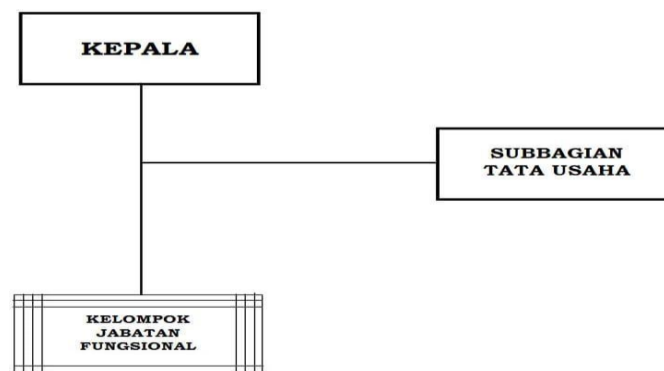 KEPALA
SUBBAGIAN
TATA USAHA
KELOMPOK
JABATAN
FUNGSIONAL